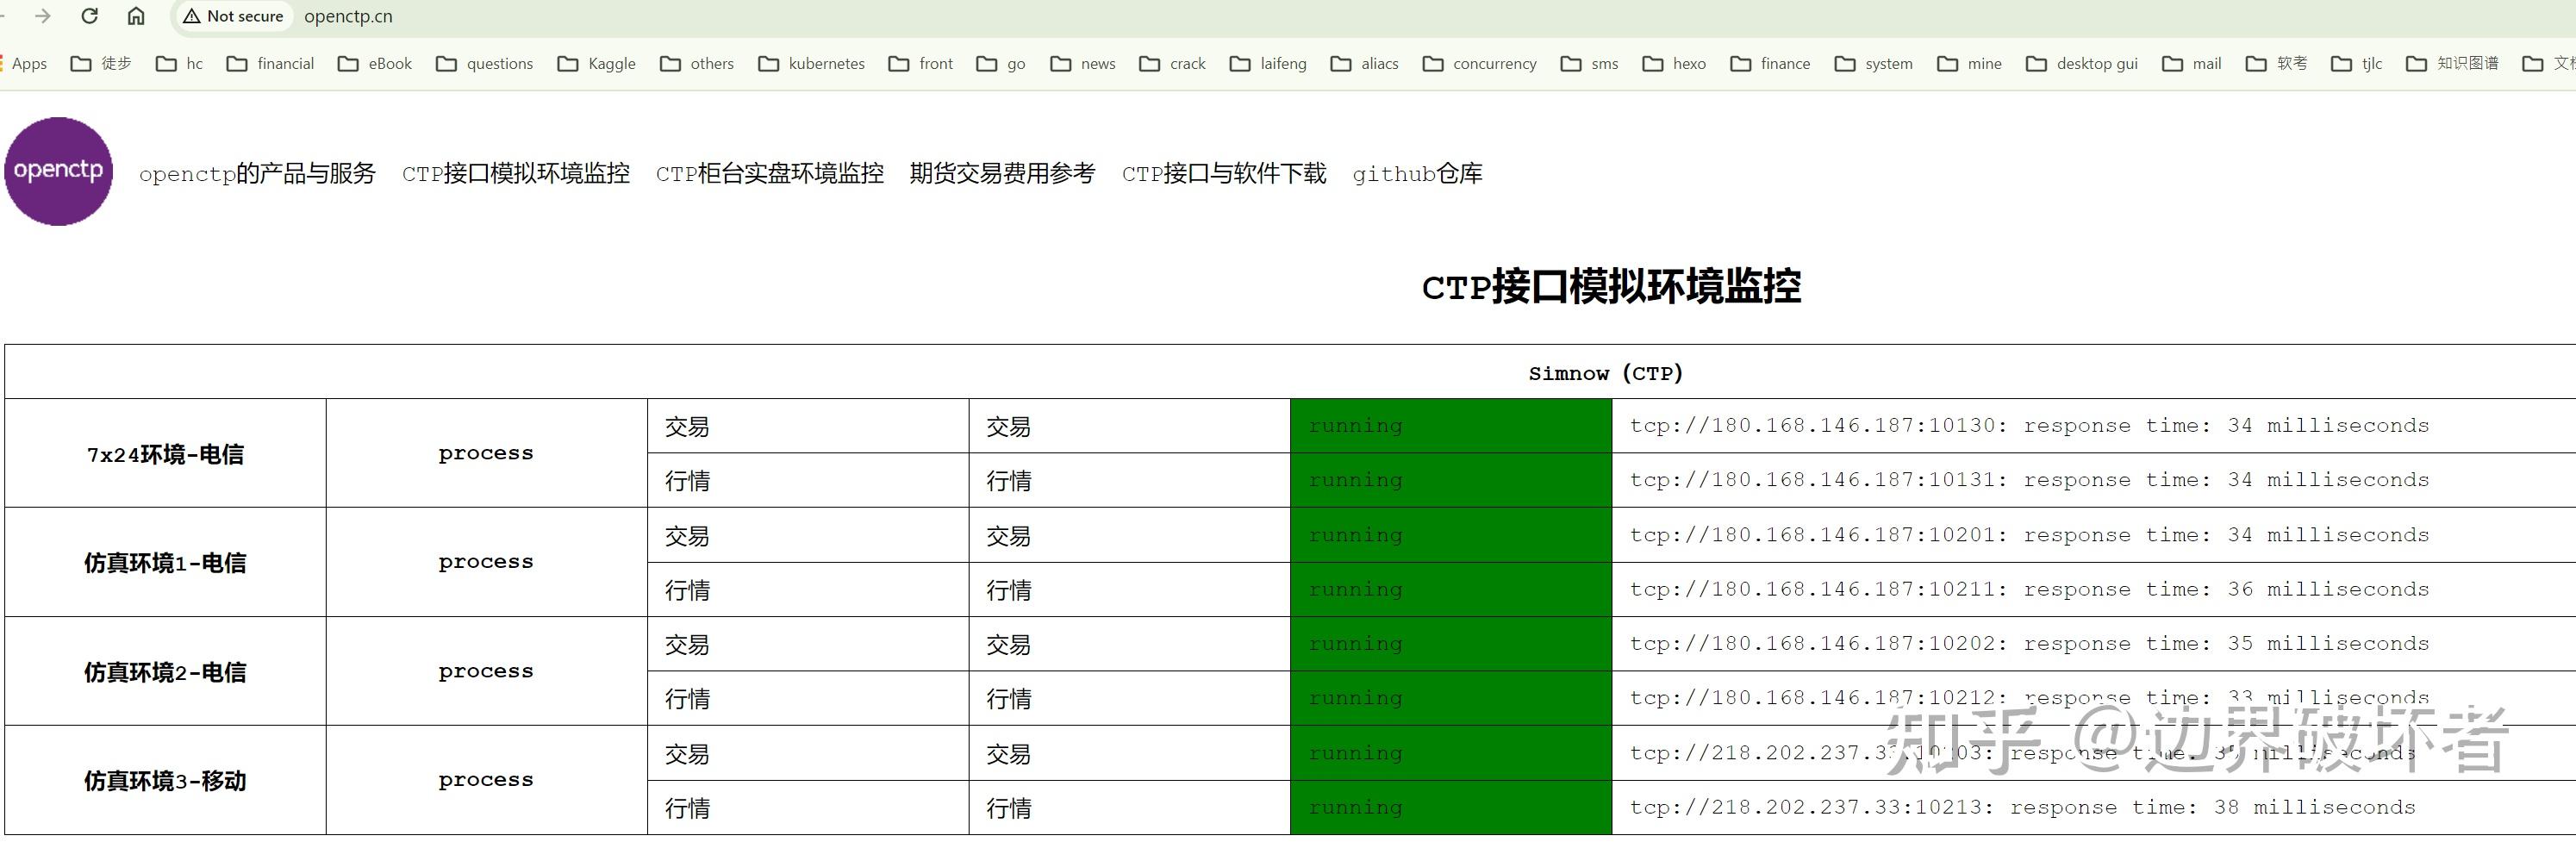 Not secure openctp.cn
Apps 徒步 hc financial eBook questions Kaggle others kubernetes front go news crack laifeng aliacs concurrency sms hexo finance system mine desktop gui mail 软考 tjlc 知识图谱
openctp openctp的产品与服务 CTP接口模拟环境监控 CTP柜台实盘环境监控 期货交易费用参考 CTP接口与软件下载 github仓库
CTP接口模拟环境监控
Simnow (CTP)
7x24环境-电信 process 交易 交易 running tcp://180.168.146.187:10130: response time: 34 milliseconds
行情 行情 running tcp://180.168.146.187:10131: response time: 34 milliseconds
仿真环境1-电信 process 交易 交易 running tcp://180.168.146.187:10201: response time: 34 milliseconds
行情 行情 running tcp://180.168.146.187:10211: response time: 36 milliseconds
仿真环境2-电信 process 交易 交易 running tcp://180.168.146.187:10202: response time: 35 milliseconds
行情 行情 running tcp://180.168.146.187:10212: response time: 33 milliseconds
仿真环境3-移动 process 交易 交易 running response time: milliseconds
行情 行情 running tcp://218.202.237.33:10213: response time: 38 milliseconds
知乎 @边界破坏者